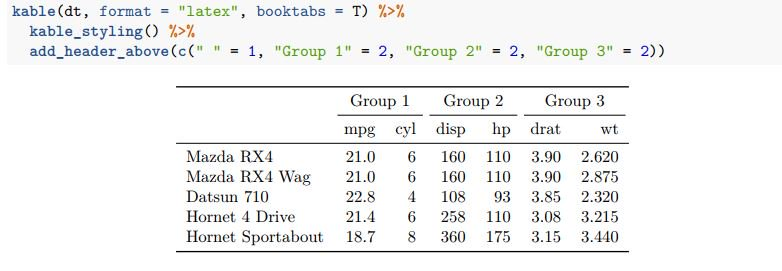 kable(dt, format = "latex", booktabs = T) %>%
kable_styling() %>%
add_header_above(c(" " = 1, "Group 1" = 2, "Group 2" = 2, "Group 3" = 2))
Group 1 Group 2 Group 3
mpg cyl disp hp drat wt
Mazda RX4 21.0 6 160 110 3.90 2.620
Mazda RX4 Wag 21.0 6 160 110 3.90 2.875
Datsun 710 22.8 4 108 93 3.85 2.320
Hornet 4 Drive 21.4 6 258 110 3.08 3.215
Hornet Sportabout 18.7 8 360 175 3.15 3.440